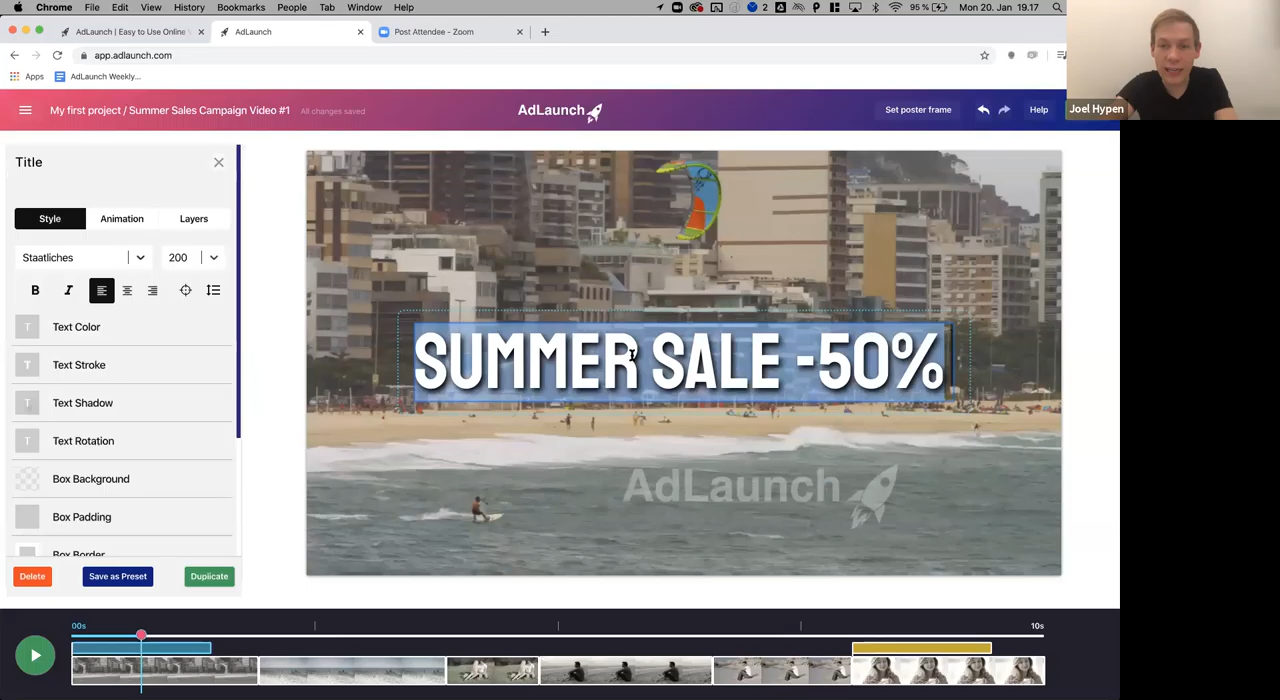 Chrome File Edit View History Bookmarks People Tab Window Help 2 95 % Mon 20. Jan 19.17
AdLaunch | Easy to Use Online
AdLaunch
Post Attendee - Zoom
app.adlaunch.com
Apps AdLaunch Weekly...
Joel Hypen
My first project / Summer Sales Campaign Video #1 All changes saved
AdLaunch
Set poster frame
Help
Title
Style Animation Layers
Staatliches 200
B I
T Text Color
T Text Stroke
T Text Shadow
T Text Rotation
Box Background
Box Padding
Box Border
Delete Save as Preset Duplicate
SUMMER SALE -50%
AdLaunch
00s 10s